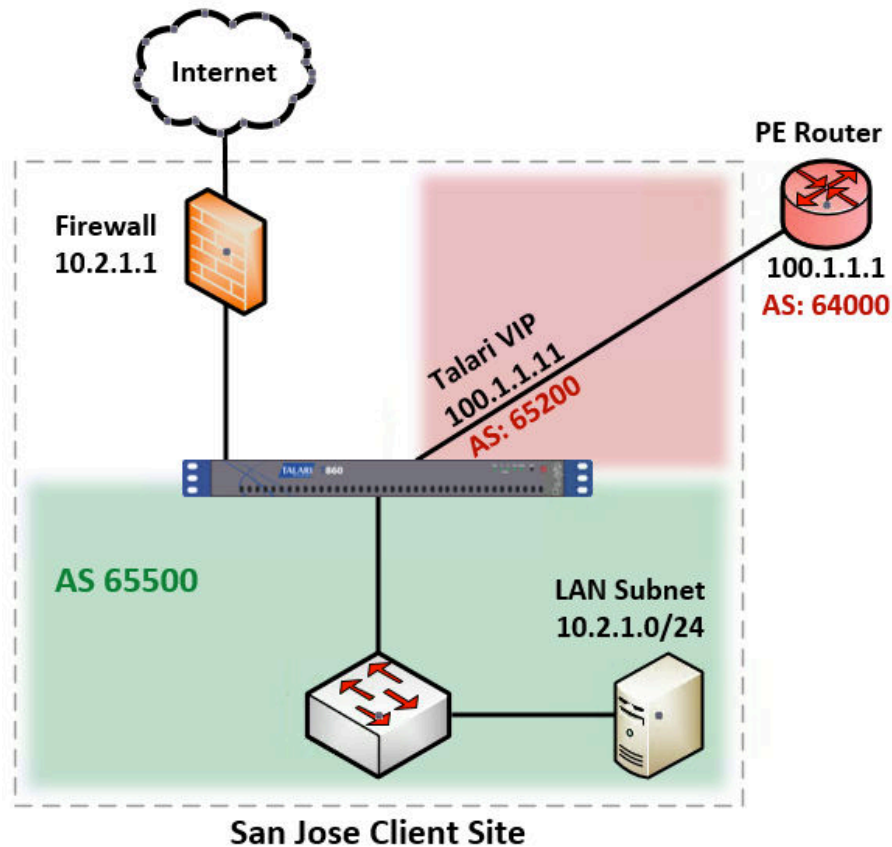 Internet
PE Router
Firewall
10.2.1.1
100.1.1.1
AS: 64000
Talari VIP
100.1.1.11
AS: 65200
TALARI 860
AS 65500
LAN Subnet
10.2.1.0/24
San Jose Client Site